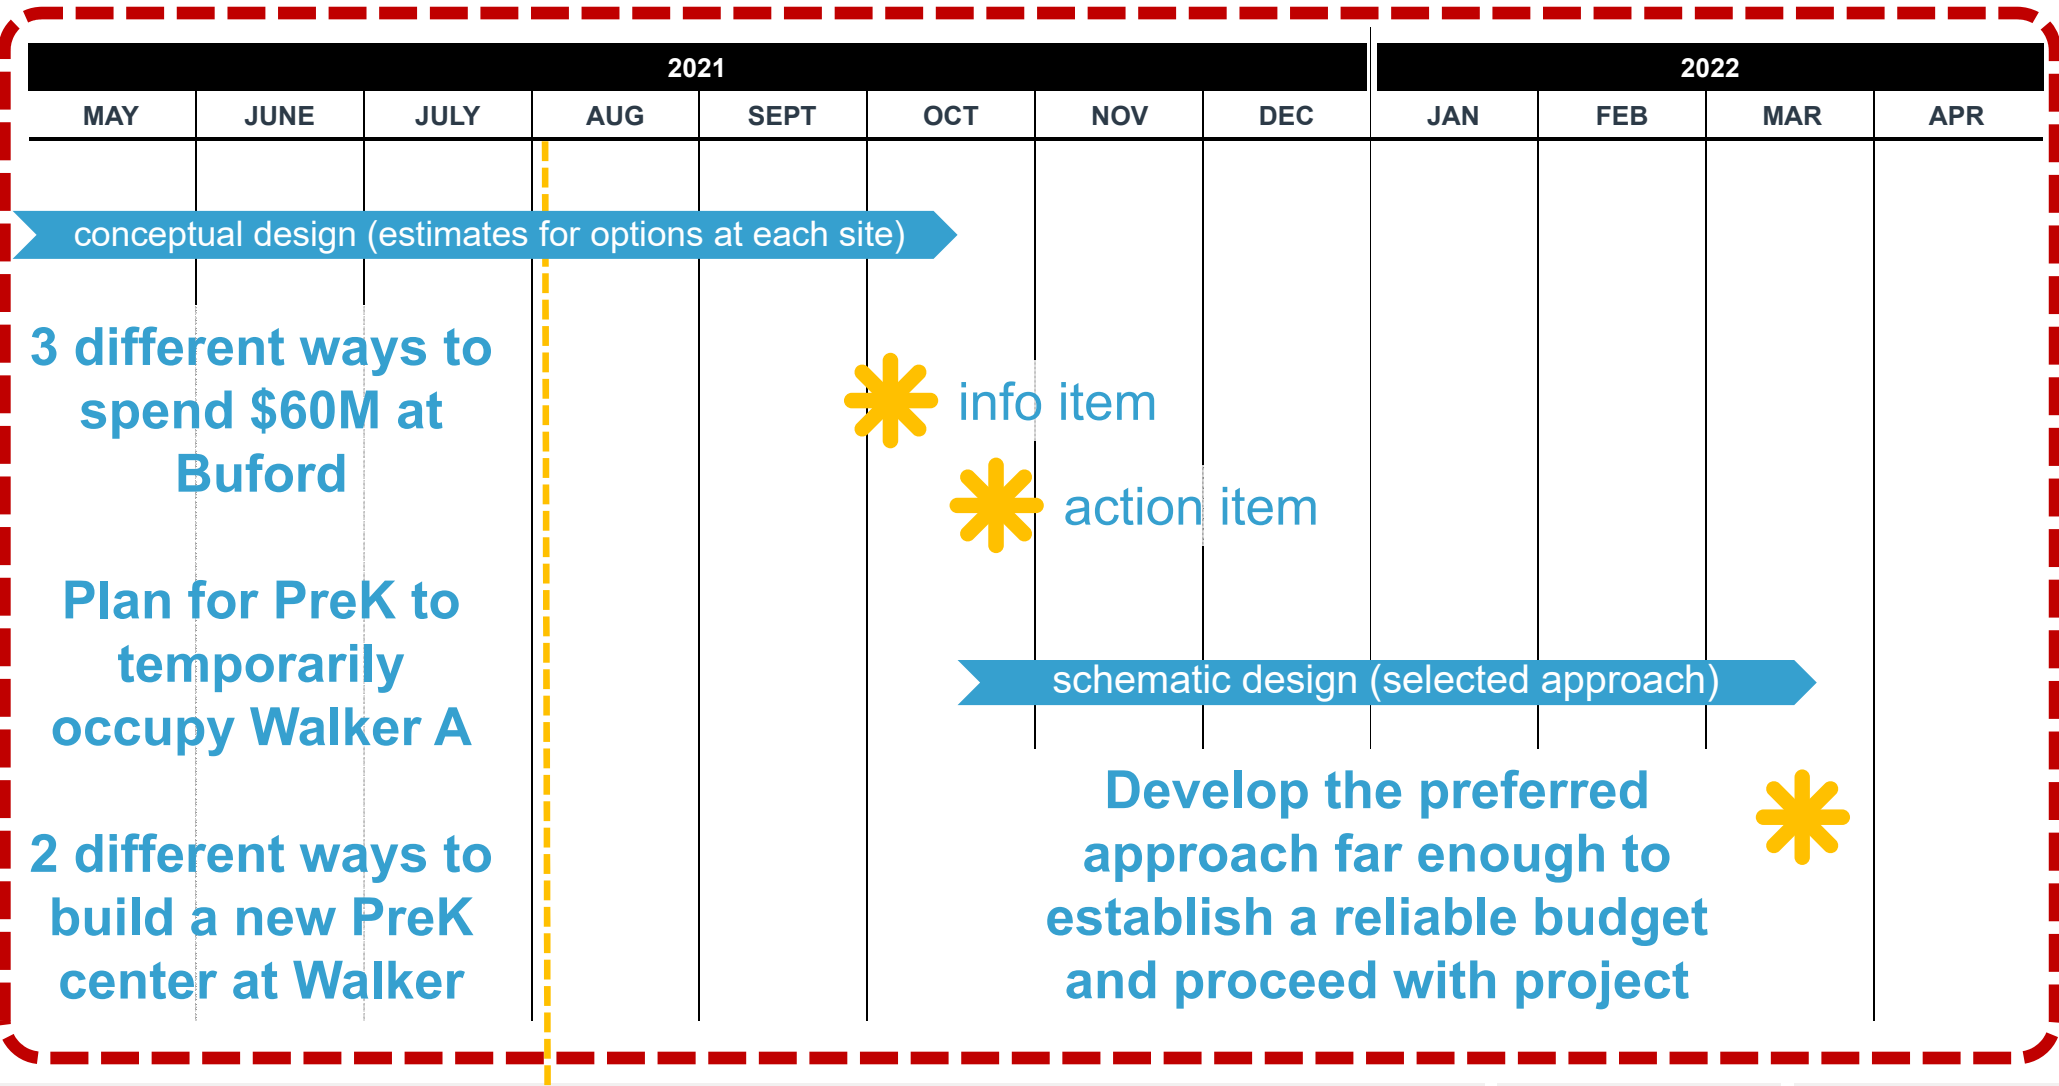 2021
2022
MAY
JUNE
JULY
AUG
SEPT
OCT
NOV
DEC
JAN
FEB
MAR
APR
conceptual design (estimates for options at each site)
3 different ways to
spend $60M at
Buford
info item
action item
Plan for PreK to
temporarily
occupy Walker A
schematic design (selected approach)
2 different ways to
build a new PreK
center at Walker
Develop the preferred
approach far enough to
establish a reliable budget
and proceed with project